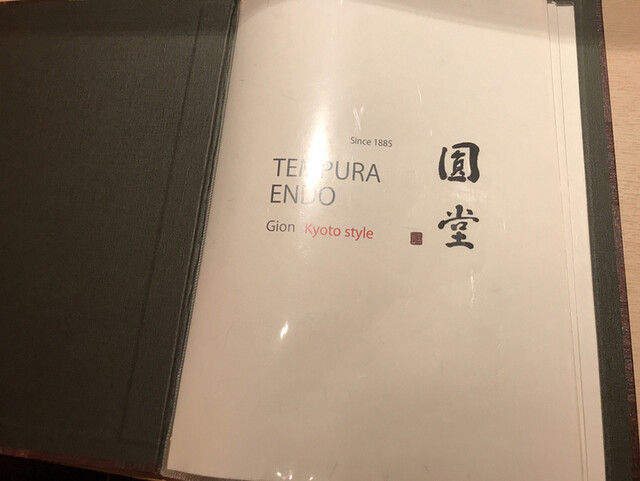 Since 1885
TEMPURA
ENDO
Gion Kyoto style
圓堂